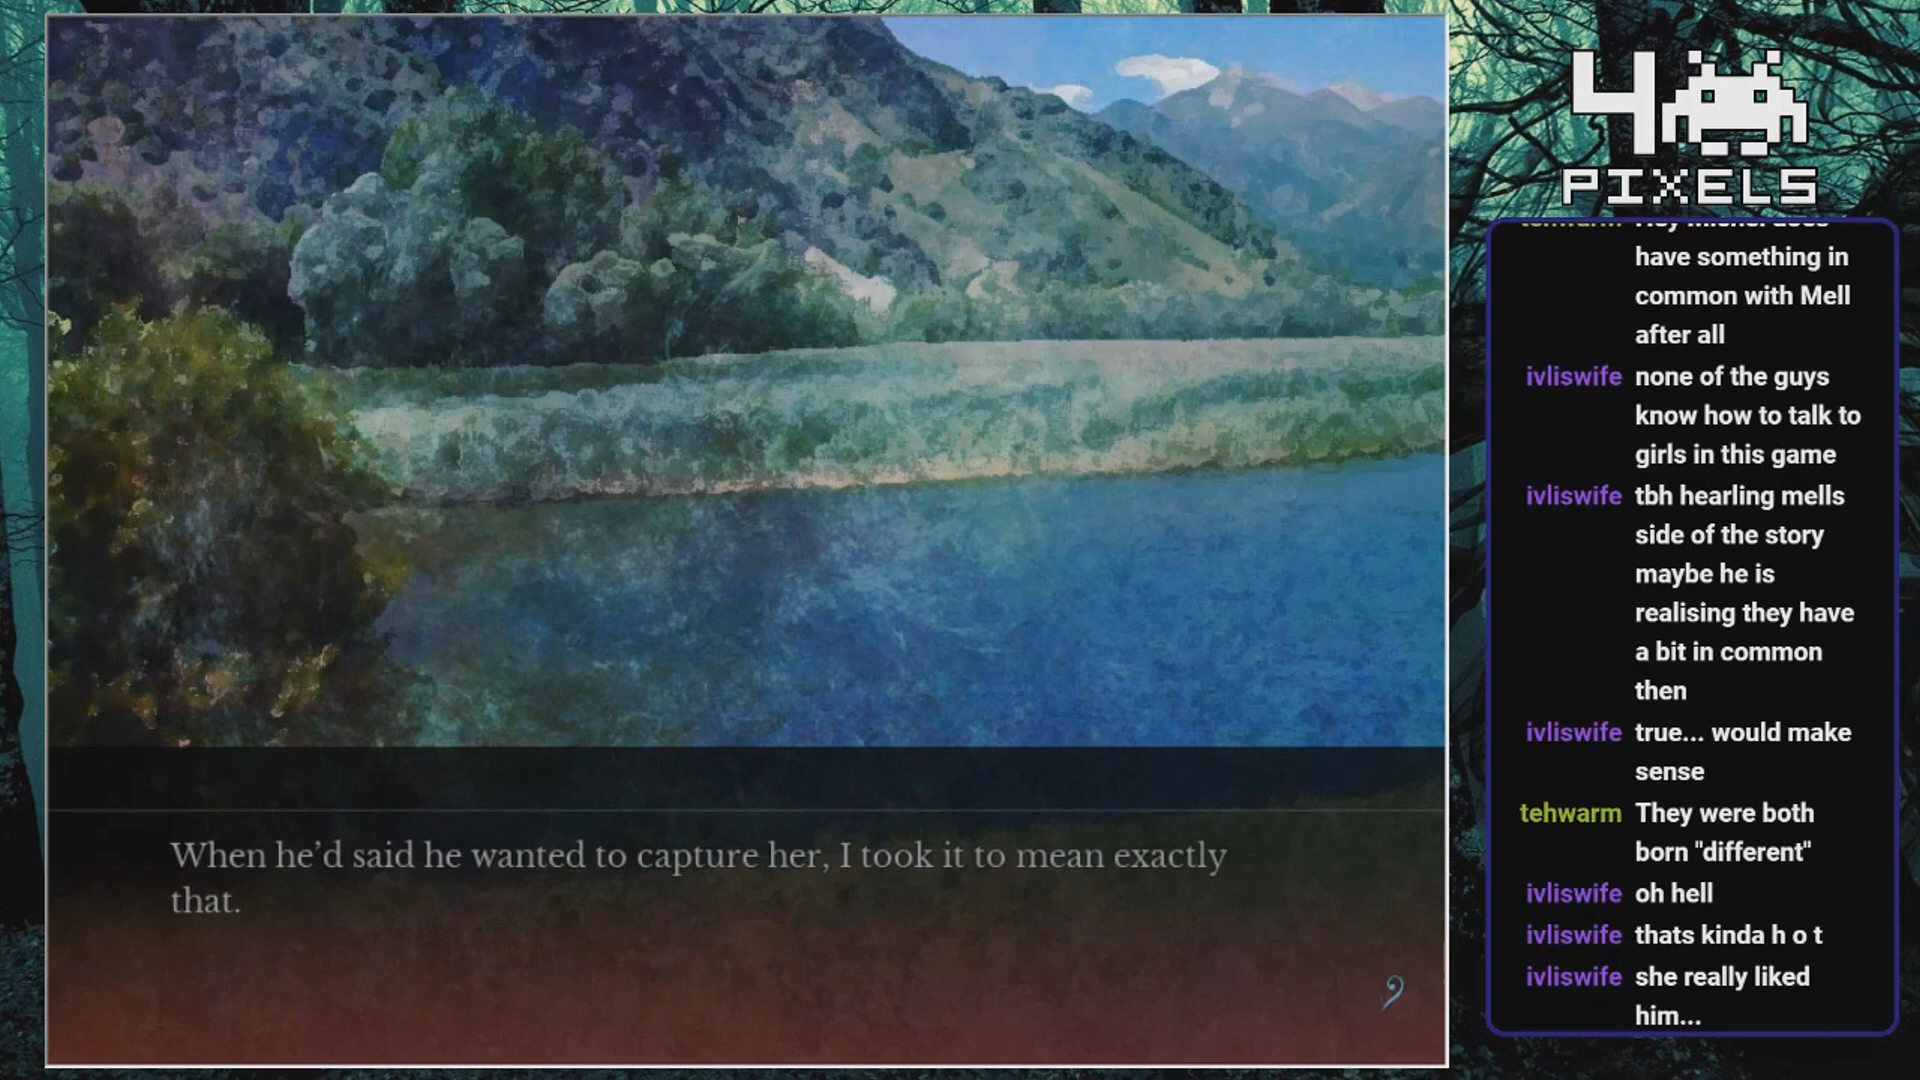 When he’d said he wanted to capture her, I took it to mean exactly
that.
4
PIXELS
have something in
common with Mell
after all
ivliswife none of the guys
know how to talk to
girls in this game
ivliswife tbh hearling mells
side of the story
maybe he is
realising they have
a bit in common
then
ivliswife true... would make
sense
tehwarm They were both
born "different"
ivliswife oh hell
ivliswife thats kinda h o t
ivliswife she really liked
him...